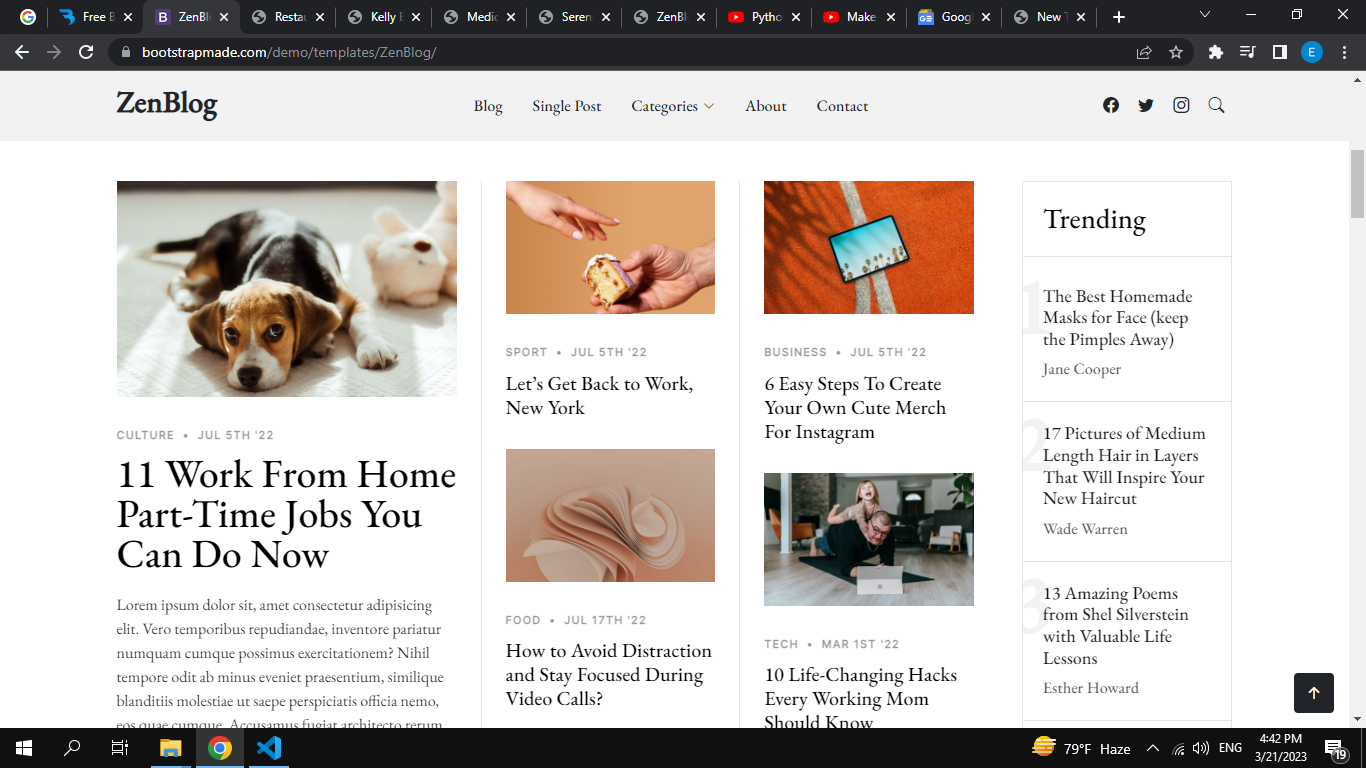 Free B
ZenBl
Restau
Kelly E
Medic
Seren
ZenBl
Pytho
Make
Googl
New T
bootstrapmade.com/demo/templates/ZenBlog/
E
ZenBlog
Blog
Single Post
Categories
About
Contact
CULTURE • JUL 5TH '22
11 Work From Home
Part-Time Jobs You
Can Do Now
Lorem ipsum dolor sit, amet consectetur adipisicing
elit. Vero temporibus repudiandae, inventore pariatur
numquam cumque possimus exercitationem? Nihil
tempore odit ab minus eveniet praesentium, similique
blanditiis molestiae ut saepe perspiciatis officia nemo,
eos quae cumque. Accusamus fugiat architecto rerum
SPORT • JUL 5TH '22
Let’s Get Back to Work,
New York
FOOD • JUL 17TH '22
How to Avoid Distraction
and Stay Focused During
Video Calls?
BUSINESS • JUL 5TH '22
6 Easy Steps To Create
Your Own Cute Merch
For Instagram
TECH • MAR 1ST '22
10 Life-Changing Hacks
Every Working Mom
Should Know
Trending
1
The Best Homemade
Masks for Face (keep
the Pimples Away)
Jane Cooper
2
17 Pictures of Medium
Length Hair in Layers
That Will Inspire Your
New Haircut
Wade Warren
3
13 Amazing Poems
from Shel Silverstein
with Valuable Life
Lessons
Esther Howard
79°F Haze
ENG
4:42 PM
3/21/2023
19